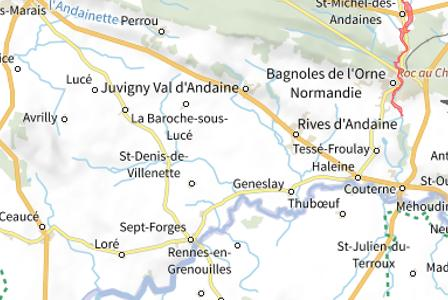 s-Marais
l'Andainette
Perrou
St-Michel-des-
Andaines
Lucé
Juvigny Val d'Andaine
Bagnoles de l'Orne
Normandie
Roc au Ch
Avrilly
La Baroche-sous-
Lucé
Rives d'Andaine
Tessé-Froulay
Haleine
St-Denis-de-
Villenette
Geneslay
Couterne
Thubœuf
Méhoudin
Ceaucé
Sept-Forges
Loré
Rennes-en-
Grenouilles
St-Julien-du-
Terroux